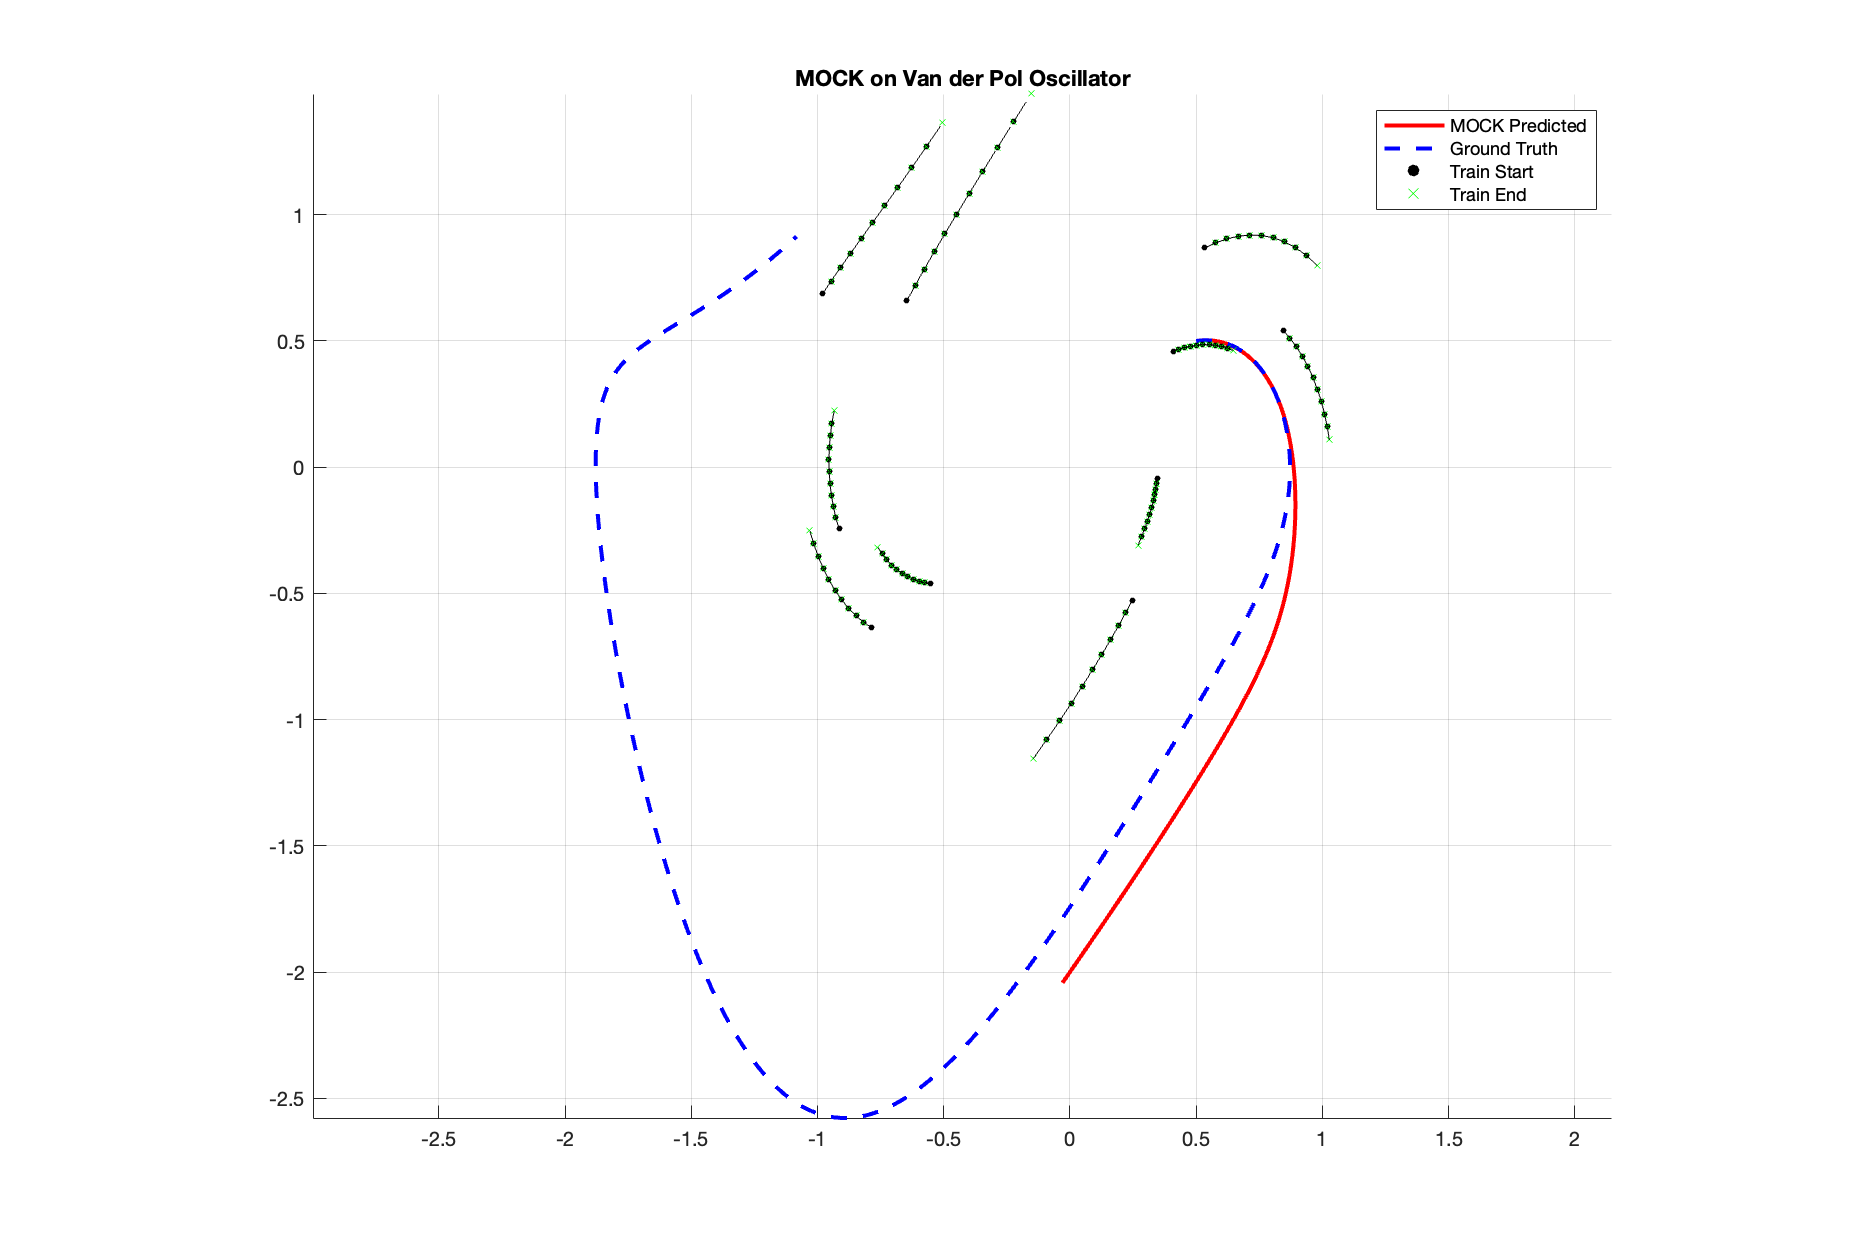 MOCK on Van der Pol Oscillator
MOCK Predicted
Ground Truth
Train Start
Train End
1
0.5
0
-0.5
-1
-1.5
-2
-2.5
-2.5 -2 -1.5 -1 -0.5 0 0.5 1 1.5 2